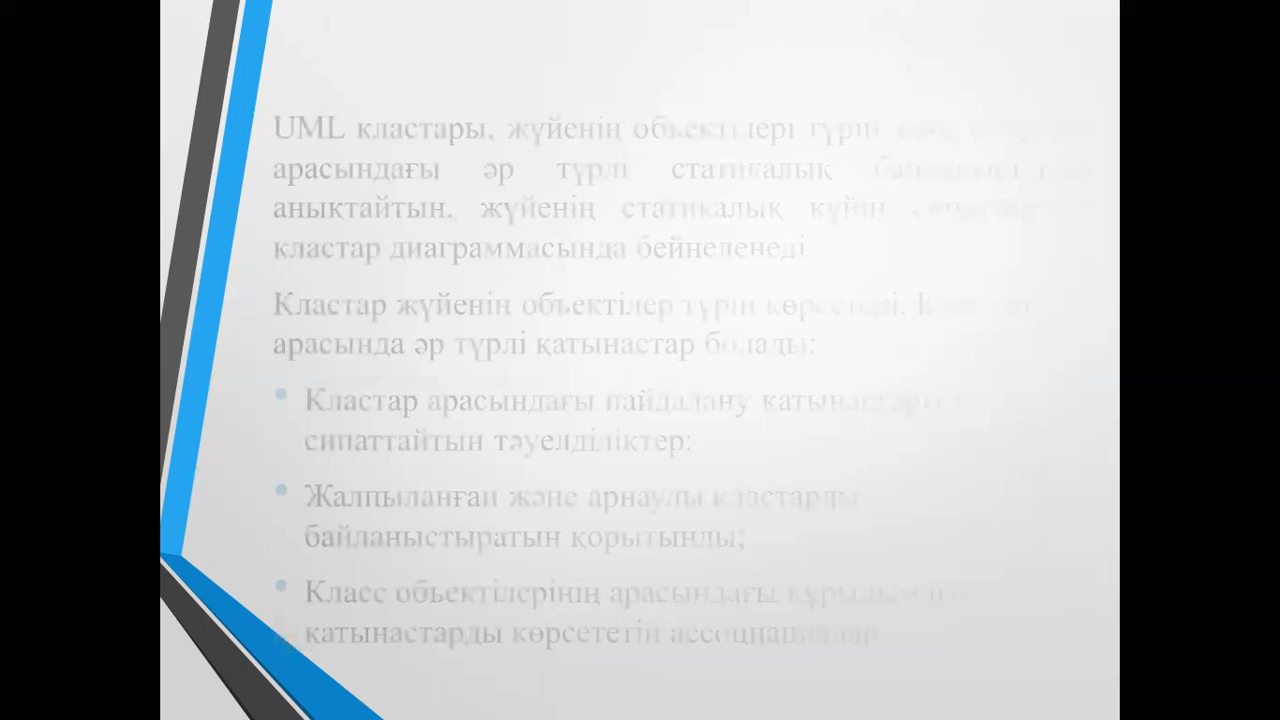 UML кластары, жүйенің объектілері түрін және олар
арасындағы әр түрлі статикалық байланыстарды
анықтайтын, жүйенің статикалық күйін сипаттайтын
кластар диаграммасында бейнеленеді
Кластар жүйенің объектілер түрін көрсетеді. Кластар
арасында әр түрлі қатынастар болады:
• Кластар арасындағы пайдалану қатынастарын
сипаттайтын тәуелділіктер:
• Жалпыланған және арнаулы кластарды
байланыстыратын қорытынды;
• Класс объектілерінің арасындағы құрылымдық
қатынастарды көрсететін ассоциациялар